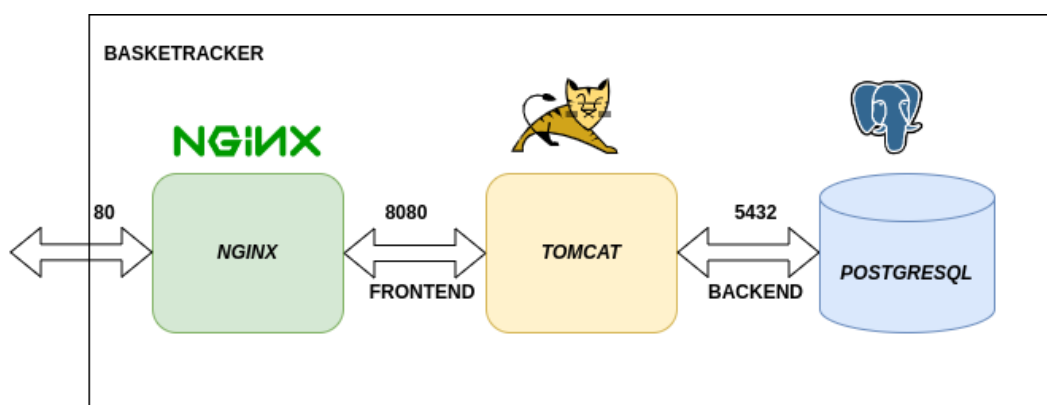 BASKETRACKER
NGiNX
80
8080
5432
NGINX
TOMCAT
POSTGRESQL
FRONTEND
BACKEND